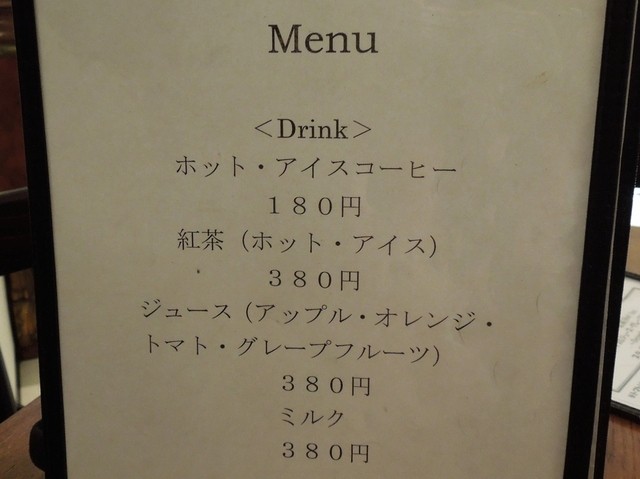 Menu
＜Drink＞
ホット・アイスコーヒー
１８０円
紅茶（ホット・アイス）
３８０円
ジュース（アップル・オレンジ・
トマト・グレープフルーツ）
３８０円
ミルク
３８０円